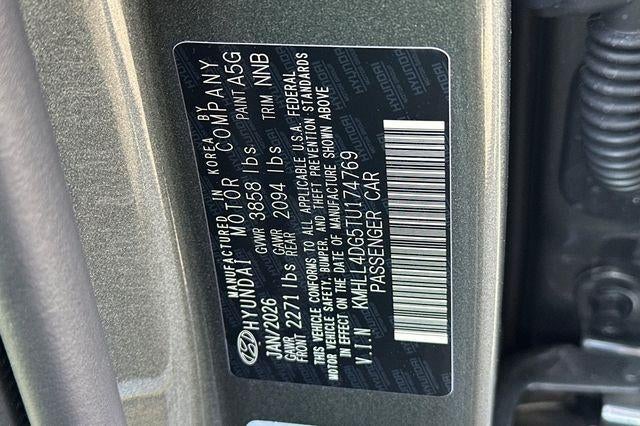 MANUFACTURED IN KOREA BY
HYUNDAI MOTOR COMPANY
JAN/2026 GVWR 3858 lbs PAINT A5G
GAWR FRONT 2271 lbs GAWR REAR 2094 lbs TRIM NNB
THIS VEHICLE CONFORMS TO ALL APPLICABLE U.S.A. FEDERAL
MOTOR VEHICLE SAFETY, BUMPER, AND THEFT PREVENTION STANDARDS
IN EFFECT ON THE DATE OF MANUFACTURE SHOWN ABOVE
V.I.N KMHLL4DG5TU174769
PASSENGER CAR